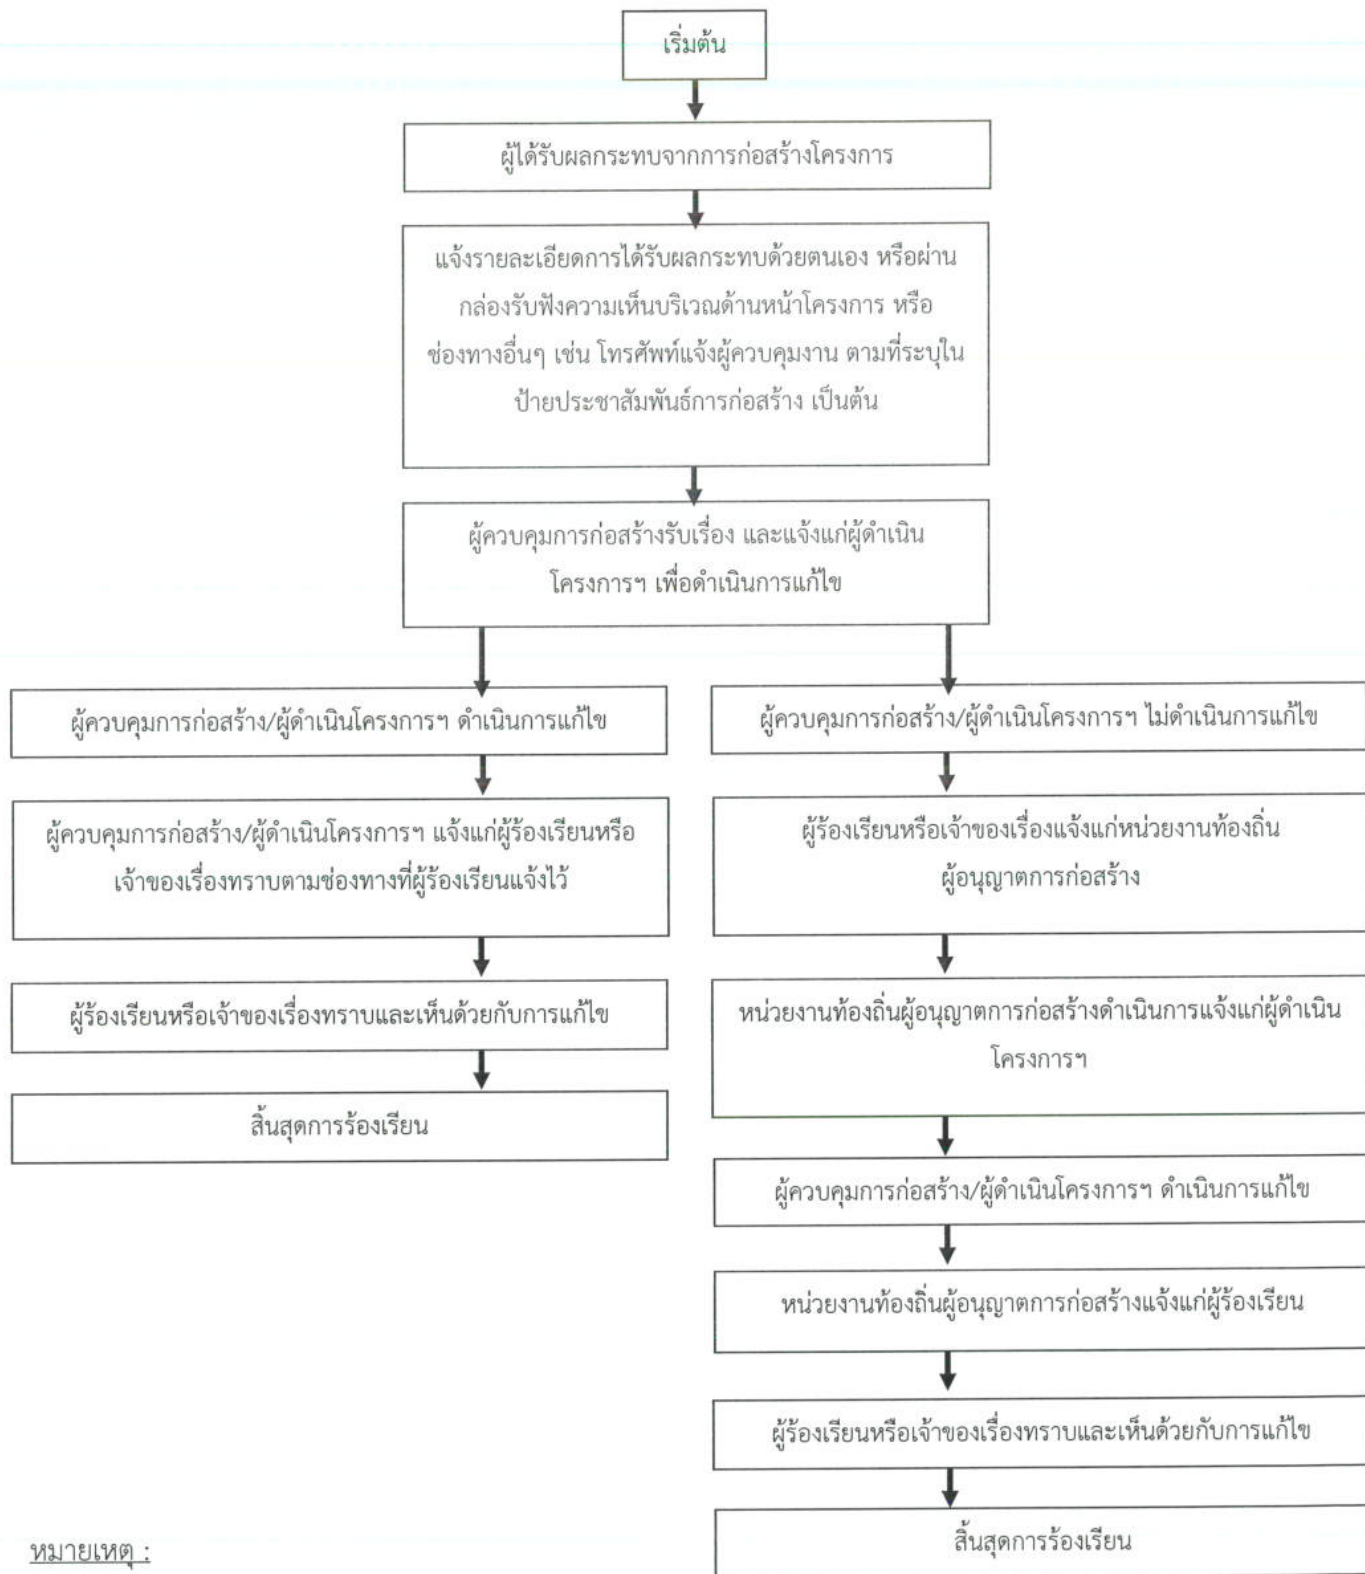 เริ่มต้น
ผู้ได้รับผลกระทบจากการก่อสร้างโครงการ
แจ้งรายละเอียดการได้รับผลกระทบด้วยตนเอง หรือผ่าน
กล่องรับฟังความเห็นบริเวณด้านหน้าโครงการ หรือ
ช่องทางอื่นๆ เช่น โทรศัพท์แจ้งผู้ควบคุมงาน ตามที่ระบุใน
ป้ายประชาสัมพันธ์การก่อสร้าง เป็นต้น
ผู้ควบคุมการก่อสร้างรับเรื่อง และแจ้งแก่ผู้ดำเนิน
โครงการฯ เพื่อดำเนินการแก้ไข
ผู้ควบคุมการก่อสร้าง/ผู้ดำเนินโครงการฯ ดำเนินการแก้ไข
ผู้ควบคุมการก่อสร้าง/ผู้ดำเนินโครงการฯ แจ้งแก่ผู้ร้องเรียนหรือ
เจ้าของเรื่องทราบตามช่องทางที่ผู้ร้องเรียนแจ้งไว้
ผู้ร้องเรียนหรือเจ้าของเรื่องทราบและเห็นด้วยกับการแก้ไข
สิ้นสุดการร้องเรียน
ผู้ควบคุมการก่อสร้าง/ผู้ดำเนินโครงการฯ ไม่ดำเนินการแก้ไข
ผู้ร้องเรียนหรือเจ้าของเรื่องแจ้งแก่หน่วยงานท้องถิ่น
ผู้อนุญาตการก่อสร้าง
หน่วยงานท้องถิ่นผู้อนุญาตการก่อสร้างดำเนินการแจ้งแก่ผู้ดำเนิน
โครงการฯ
ผู้ควบคุมการก่อสร้าง/ผู้ดำเนินโครงการฯ ดำเนินการแก้ไข
หน่วยงานท้องถิ่นผู้อนุญาตการก่อสร้างแจ้งแก่ผู้ร้องเรียน
ผู้ร้องเรียนหรือเจ้าของเรื่องทราบและเห็นด้วยกับการแก้ไข
สิ้นสุดการร้องเรียน
หมายเหตุ :